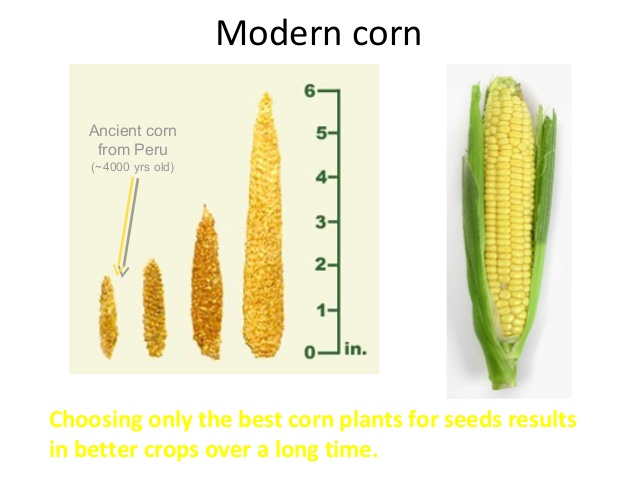 Modern corn
Ancient corn
from Peru
(~4000 yrs old)
6
5
4
3
2
1
0
in.
Choosing only the best corn plants for seeds results
in better crops over a long time.